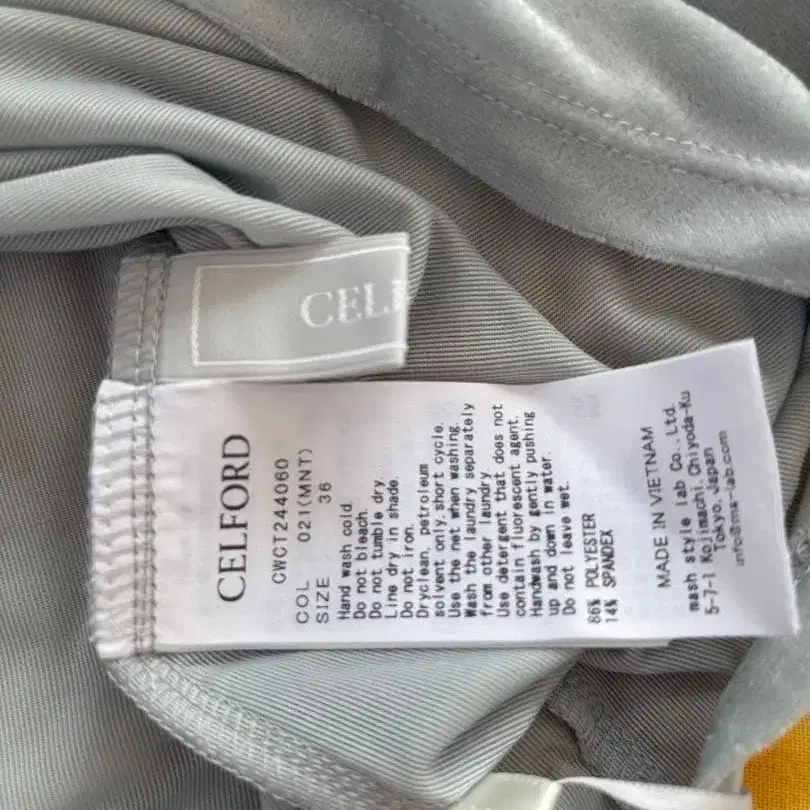 CEL
CELFORD
CWCT244060
COL 021(MNT)
SIZE 36
Hand wash cold.
Do not bleach.
Do not tumble dry.
Line dry in shade.
Do not iron.
Dryclean, petroleum
solvent only, short cycle.
Use the net when washing.
Wash the laundry separately
from other laundry.
Use detergent that does not
contain fluorescent agent.
Handwash by gently pushing
up and down in water.
Do not leave wet.
86% POLYESTER
14% SPANDEX
MADE IN VIETNAM
mash style lab Co., Ltd.
5-7-1 Kojimachi, Chiyoda-Ku
Tokyo, Japan
info@ms-lab.com